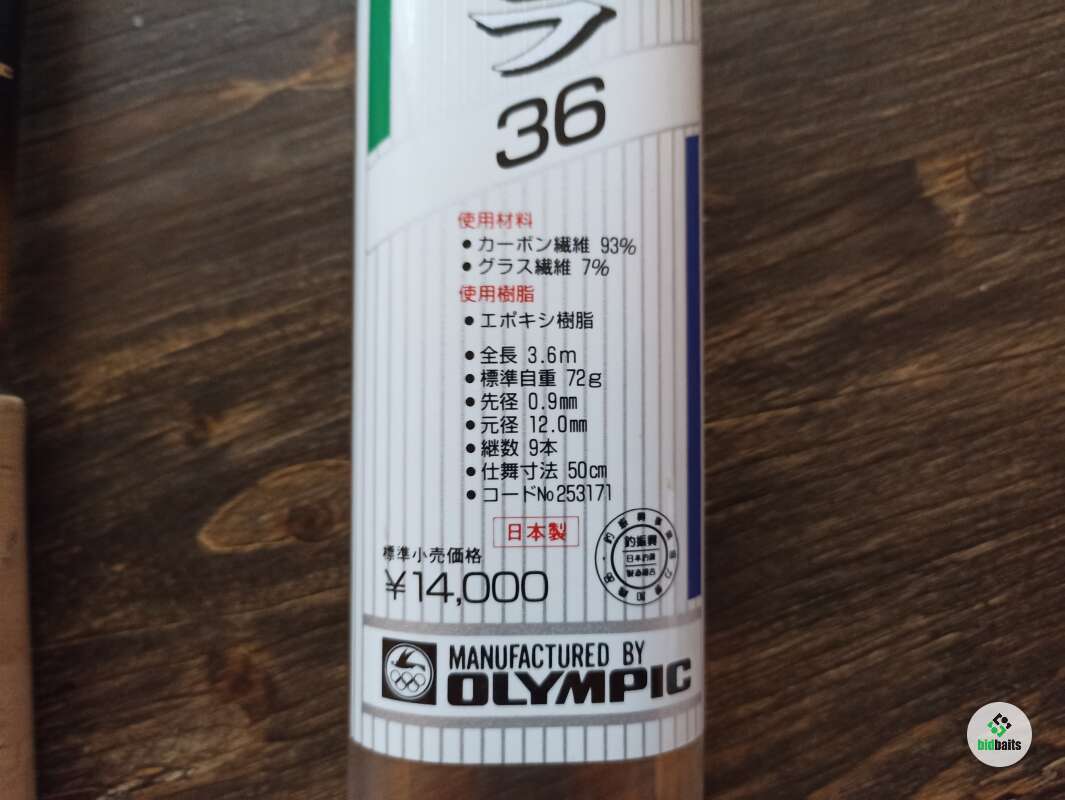 ラ
36
使用材料
●カーボン繊維 93%
●グラス繊維 7%
使用樹脂
●エポキシ樹脂
●全長 3.6m
●標準自重 72g
●先径 0.9mm
●元径 12.0mm
●継数 9本
●仕舞寸法 50cm
●コードNo253171
日本製
標準小売価格
¥14,000
釣振興
MANUFACTURED BY
OLYMPIC
bidbaits